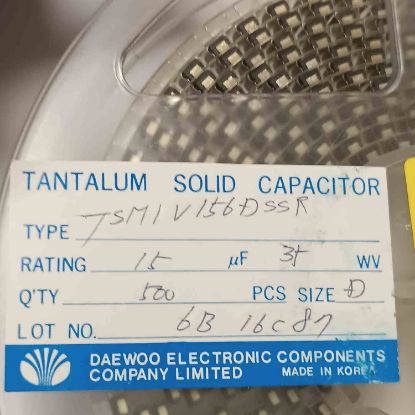 TANTALUM SOLID CAPACITOR
TYPE TSM1V156DSSR
RATING 15 µF 35 WV
Q'TY 500 PCS SIZE D
LOT NO. 6B 16C87
DAEWOO ELECTRONIC COMPONENTS
COMPANY LIMITED MADE IN KOREA